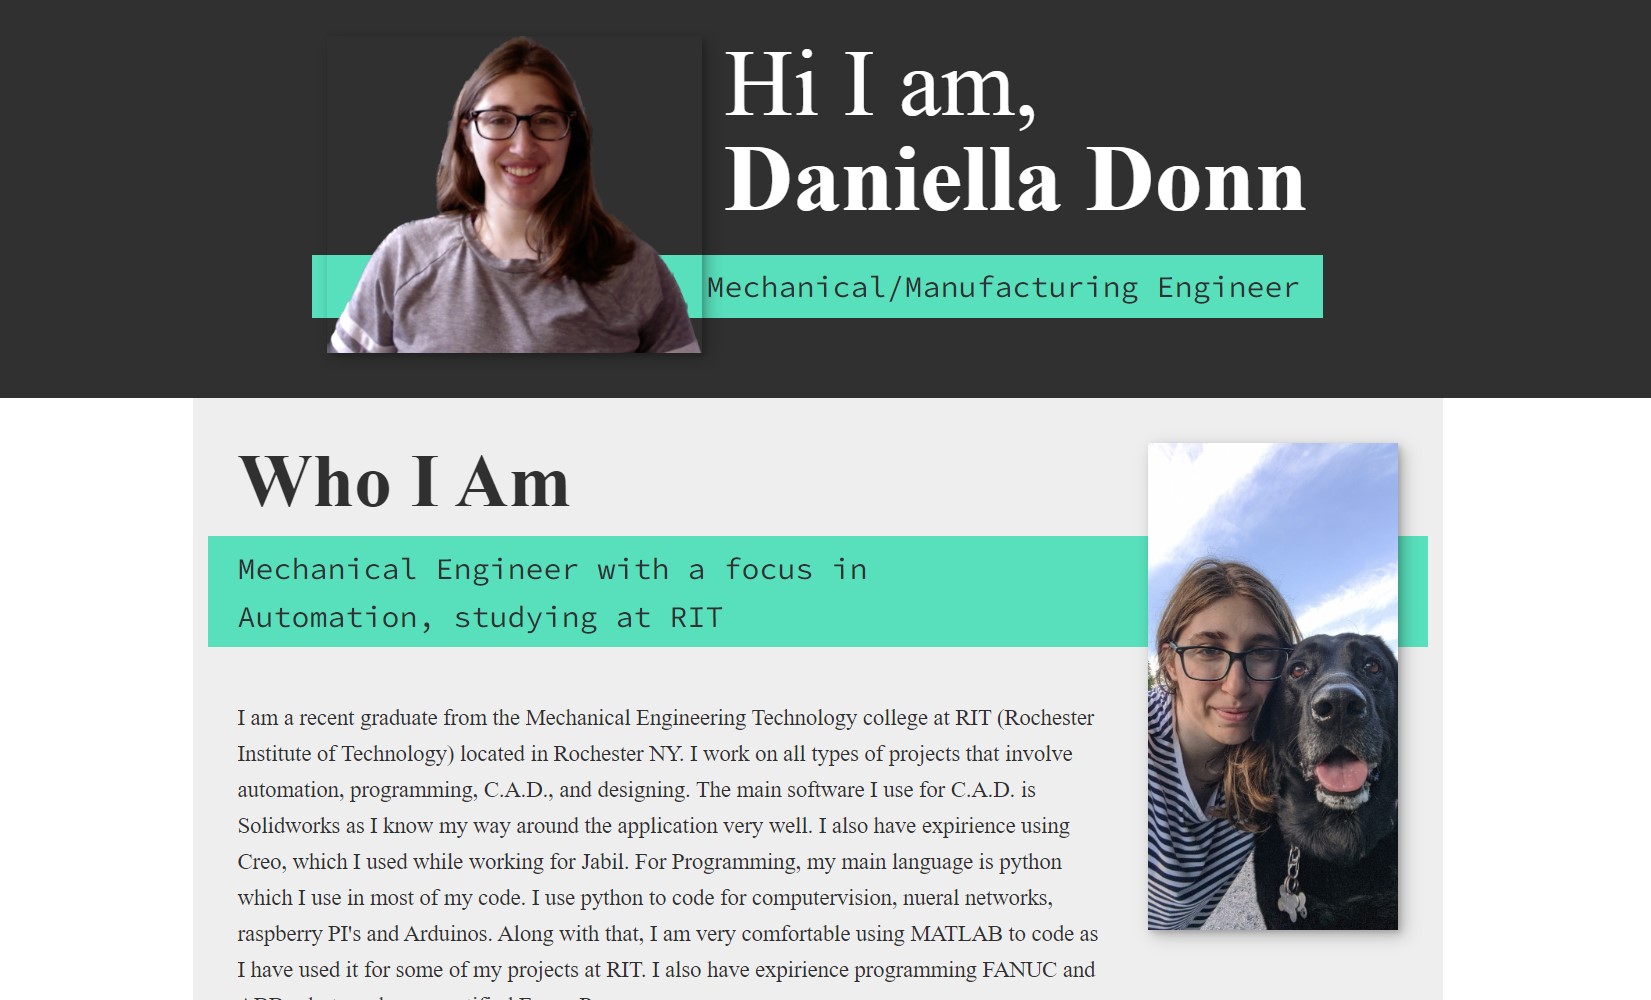 Hi I am,
Daniella Donn
Mechanical/Manufacturing Engineer
Who I Am
Mechanical Engineer with a focus in
Automation, studying at RIT
I am a recent graduate from the Mechanical Engineering Technology college at RIT (Rochester
Institute of Technology) located in Rochester NY. I work on all types of projects that involve
automation, programming, C.A.D., and designing. The main software I use for C.A.D. is
Solidworks as I know my way around the application very well. I also have expirience using
Creo, which I used while working for Jabil. For Programming, my main language is python
which I use in most of my code. I use python to code for computervision, nueral networks,
raspberry PI's and Arduinos. Along with that, I am very comfortable using MATLAB to code as
I have used it for some of my projects at RIT. I also have expirience programming FANUC and